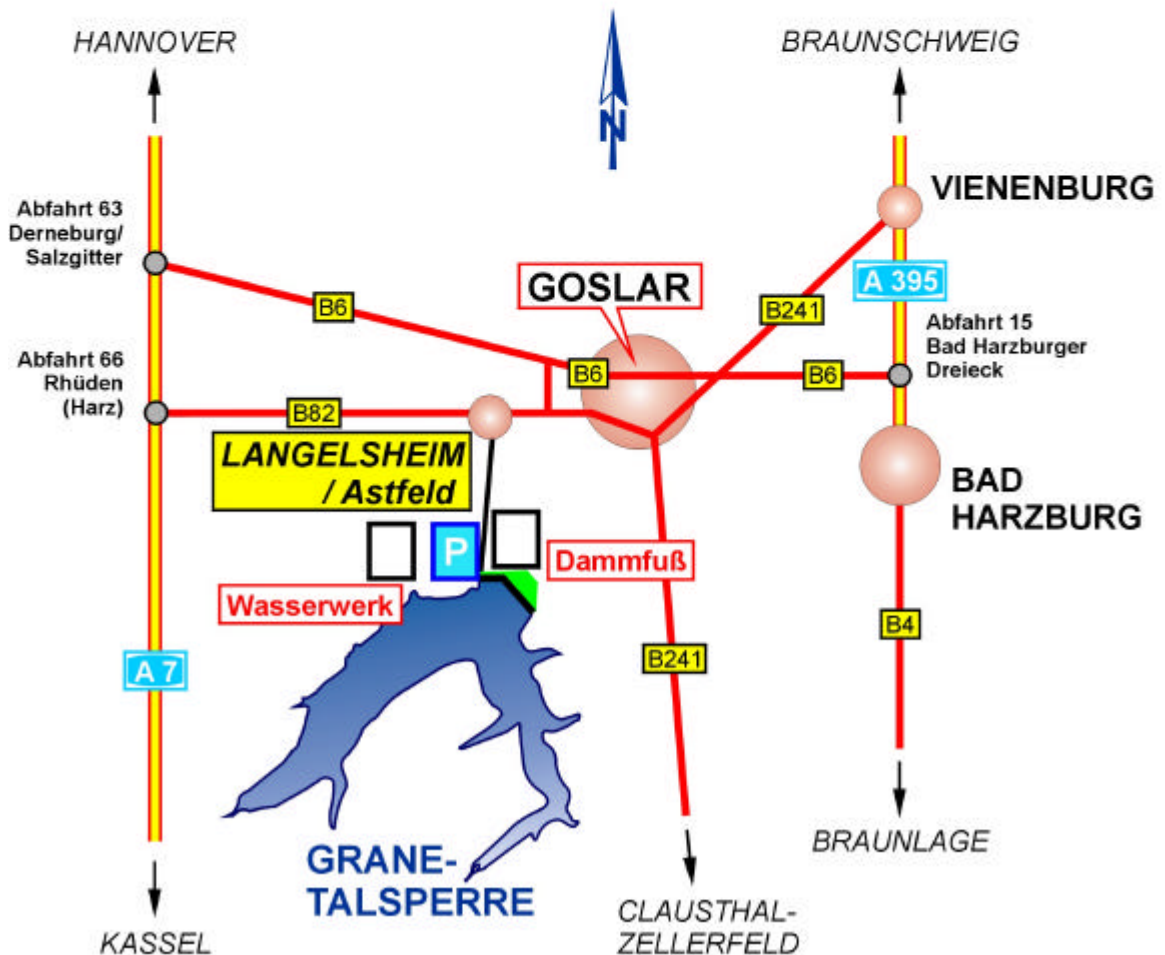 HANNOVER
BRAUNSCHWEIG
N
VIENENBURG
Abfahrt 63
Derneburg/
Salzgitter
GOSLAR
A 395
B6
B241
Abfahrt 15
Bad Harzburger
Dreieck
Abfahrt 66
Rhüden
(Harz)
B6
B6
B82
LANGELSHEIM
/ Astfeld
BAD
HARZBURG
P
Dammfuß
Wasserwerk
B4
A 7
B241
GRANE-
TALSPERRE
BRAUNLAGE
CLAUSTHAL-
ZELLERFELD
KASSEL